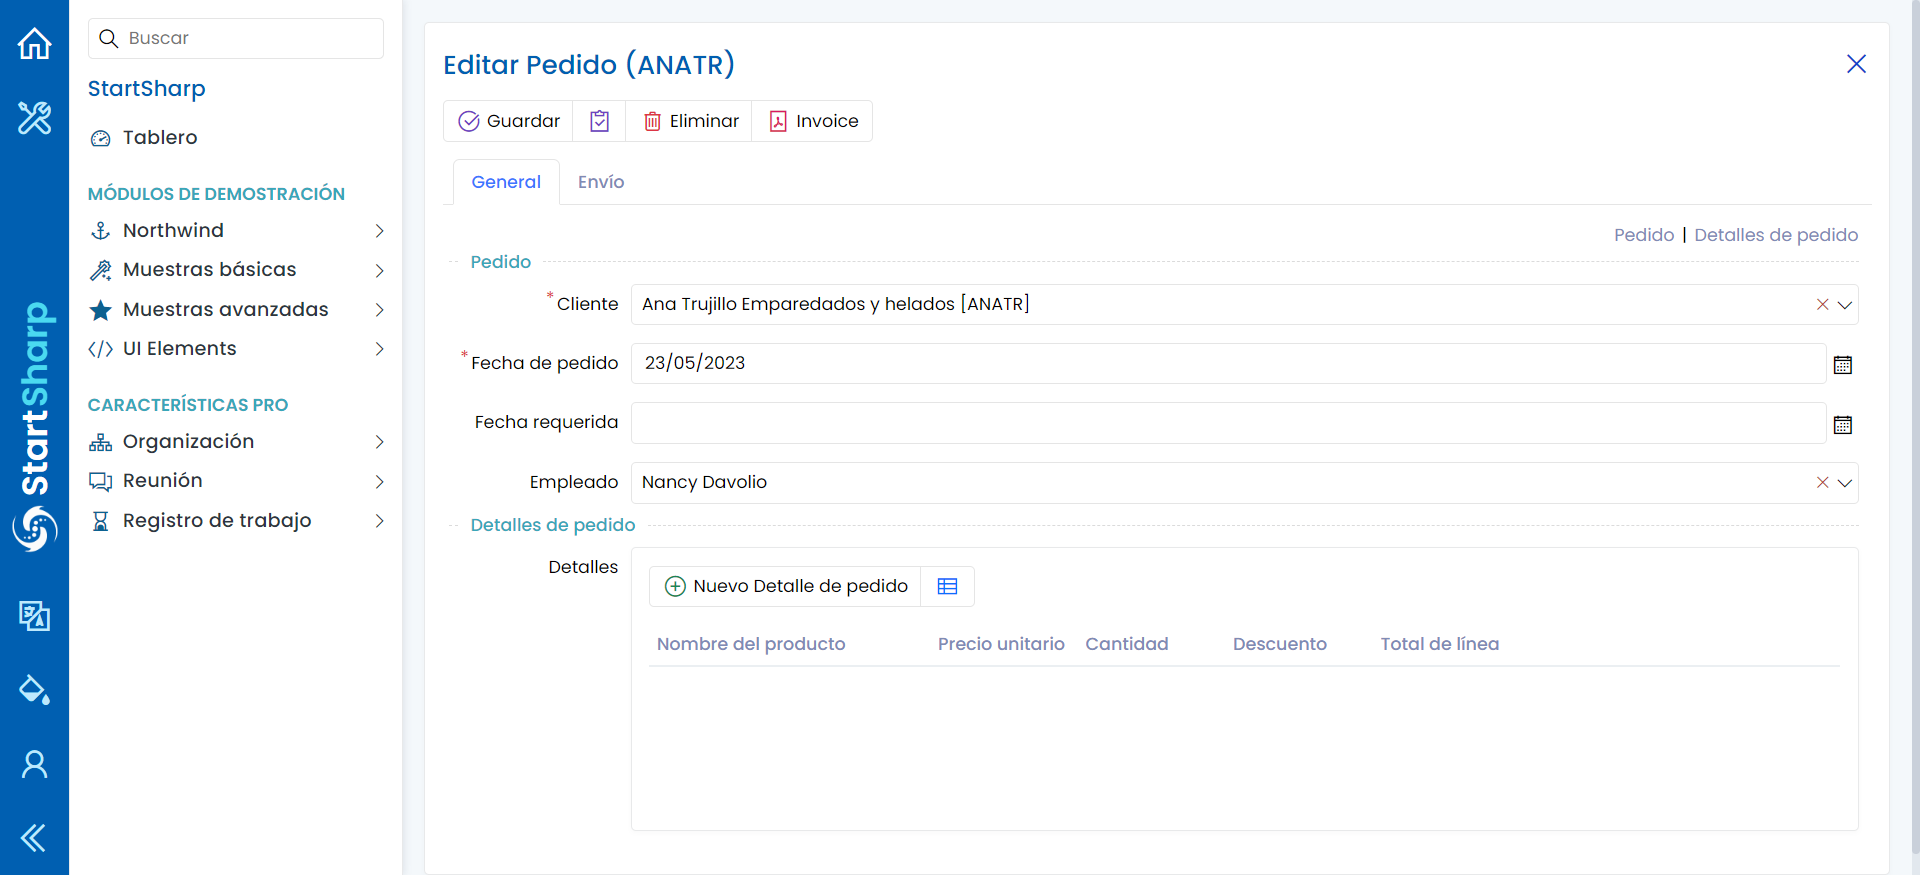 Buscar
StartSharp
Tablero
MÓDULOS DE DEMOSTRACIÓN
Northwind
Muestras básicas
Muestras avanzadas
UI Elements
CARACTERÍSTICAS PRO
Organización
Reunión
Registro de trabajo
StartSharp
Editar Pedido (ANATR)
Guardar Eliminar Invoice
General Envío
Pedido | Detalles de pedido
Pedido
* Cliente Ana Trujillo Emparedados y helados [ANATR]
* Fecha de pedido 23/05/2023
Fecha requerida
Empleado Nancy Davolio
Detalles de pedido
Detalles
Nuevo Detalle de pedido
Nombre del producto Precio unitario Cantidad Descuento Total de línea